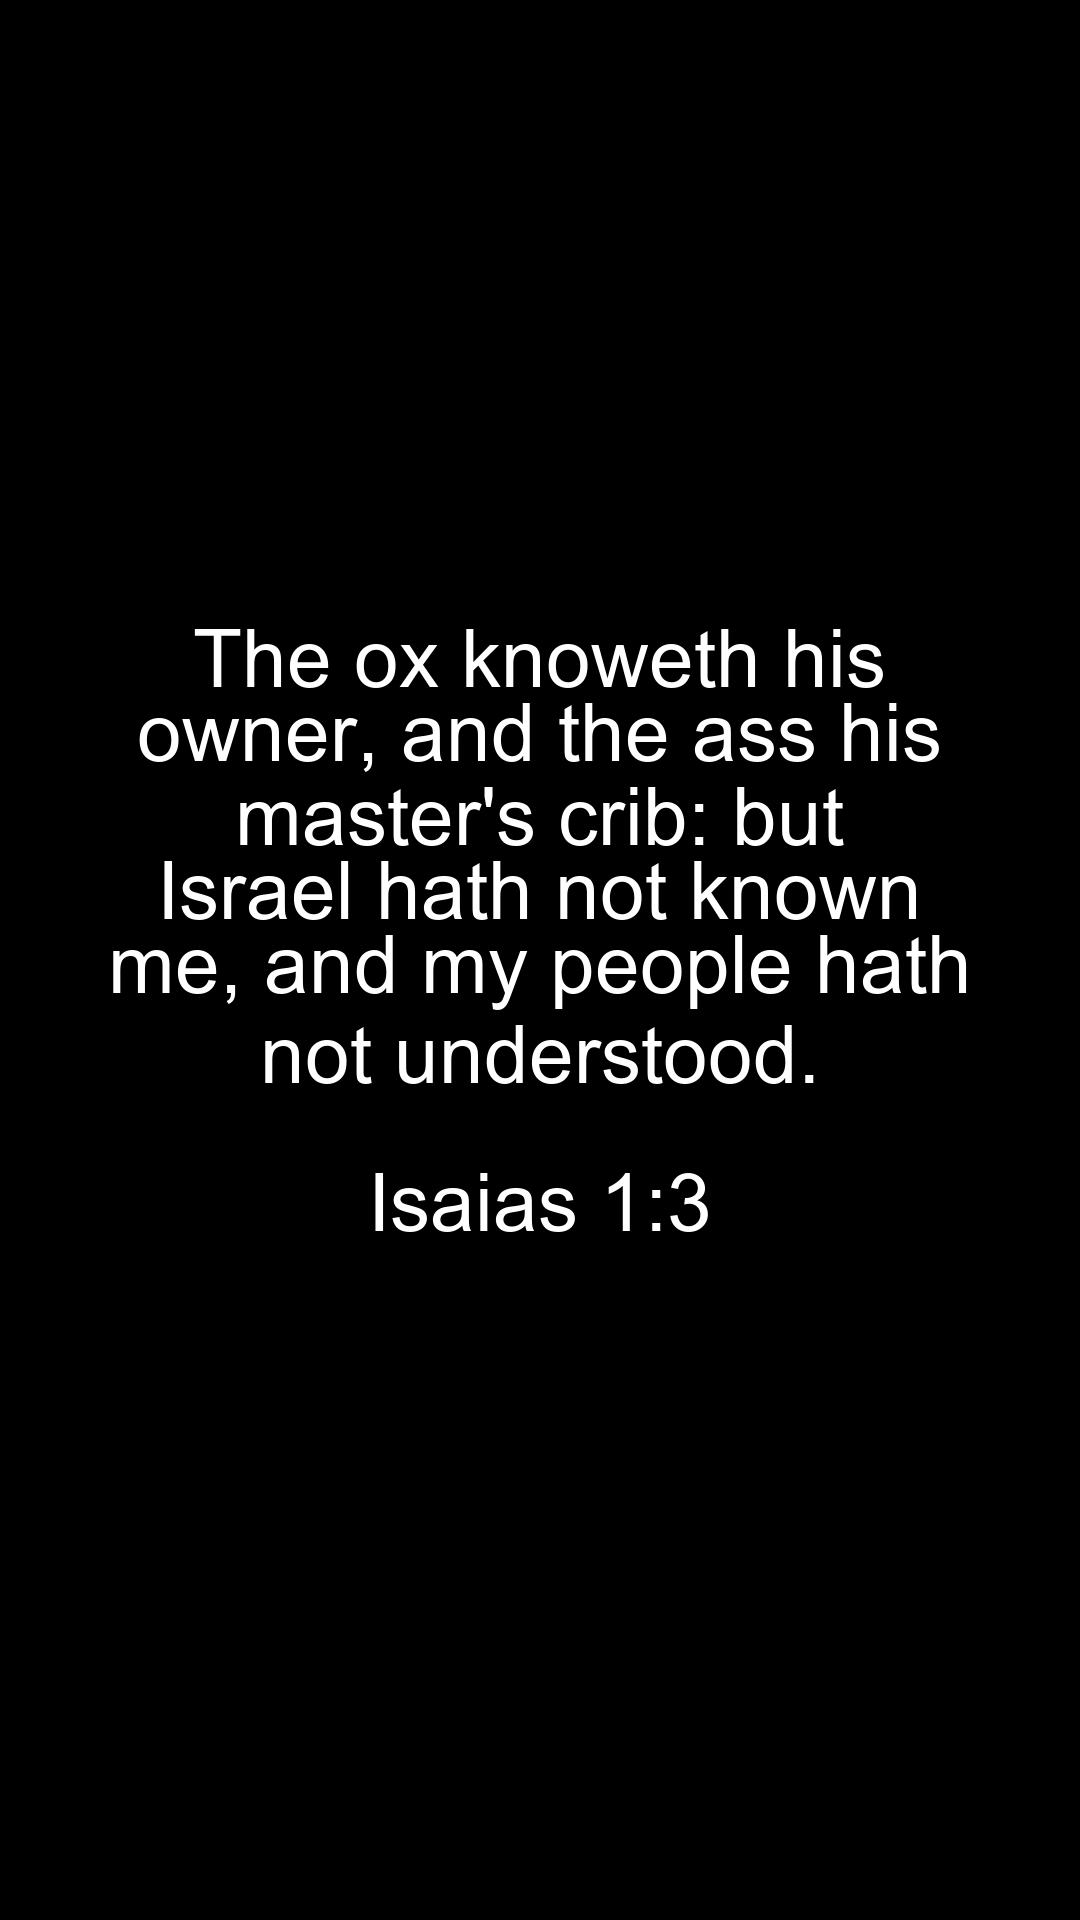 The ox knoweth his
owner, and the ass his
master's crib: but
Israel hath not known
me, and my people hath
not understood.
Isaias 1:3